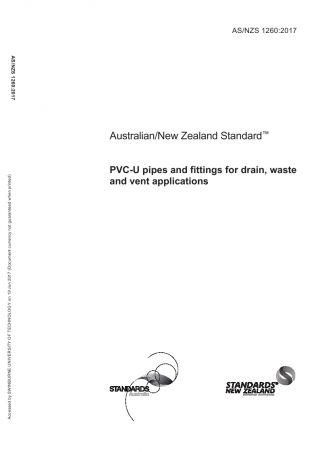 AS/NZS 1260:2017
AS/NZS 1260:2017
Australian/New Zealand Standard™
PVC-U pipes and fittings for drain, waste
and vent applications
Accessed by SWINBURNE UNIVERSITY OF TECHNOLOGY on 19 Jun 2017 (Document currency not guaranteed when printed)
STANDARDS
Australia
STANDARDS
NEW ZEALAND